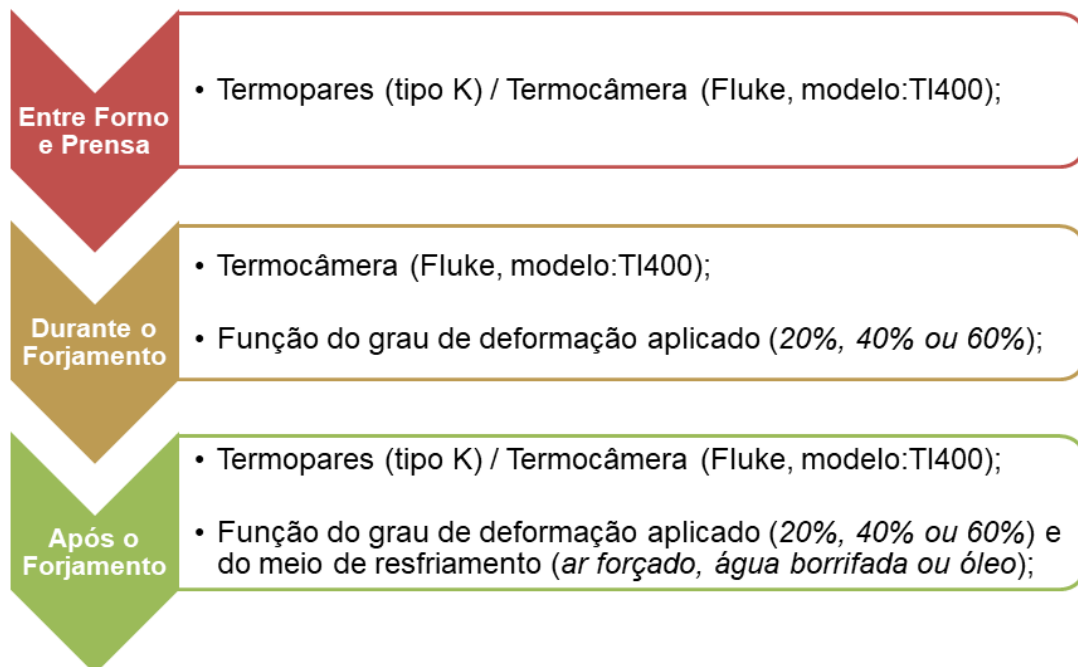 Entre Forno
e Prensa
• Termopares (tipo K) / Termocâmera (Fluke, modelo:TI400);
Durante o
Forjamento
• Termocâmera (Fluke, modelo:TI400);
• Função do grau de deformação aplicado (20%, 40% ou 60%);
Após o
Forjamento
• Termopares (tipo K) / Termocâmera (Fluke, modelo:TI400);
• Função do grau de deformação aplicado (20%, 40% ou 60%) e
do meio de resfriamento (ar forçado, água borrifada ou óleo);